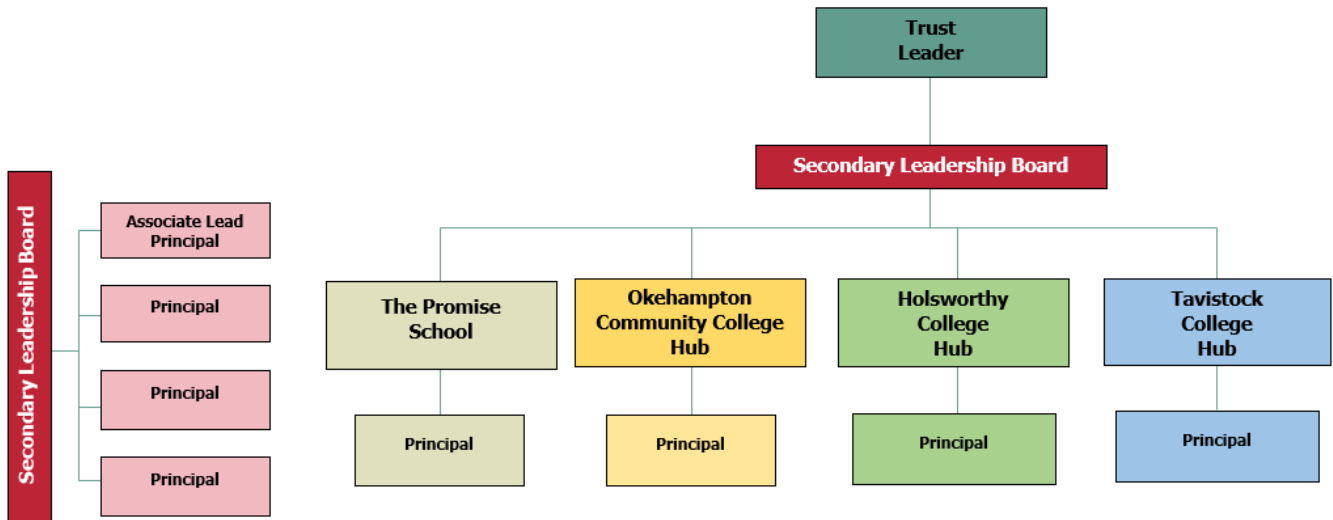 Trust
Leader
Secondary Leadership Board
Secondary Leadership Board
Associate Lead
Principal
Principal
Principal
Principal
The Promise
School
Okehampton
Community College
Hub
Holsworthy
College
Hub
Tavistock
College
Hub
Principal
Principal
Principal
Principal